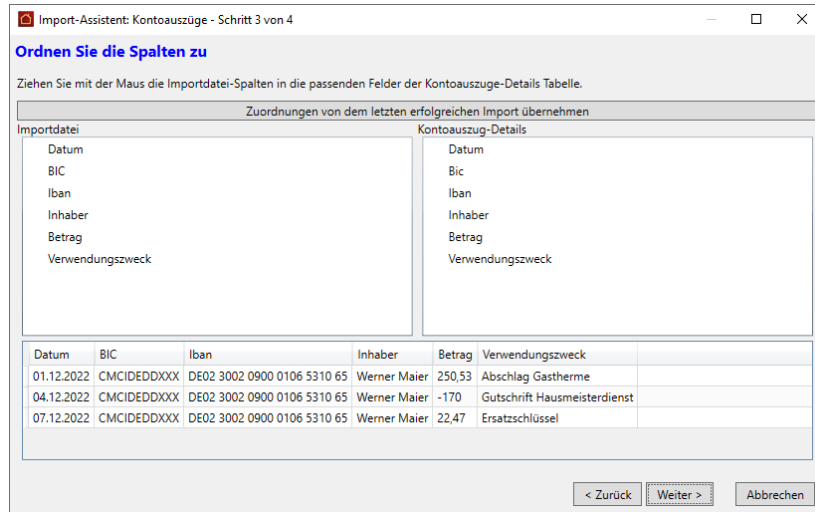 Import-Assistent: Kontoauszüge - Schritt 3 von 4
Ordnen Sie die Spalten zu
Ziehen Sie mit der Maus die Importdatei-Spalten in die passenden Felder der Kontoauszuge-Details Tabelle.
Zuordnungen von dem letzten erfolgreichen Import übernehmen
Importdatei
Datum
BIC
Iban
Inhaber
Betrag
Verwendungszweck
Kontoauszug-Details
Datum
Bic
Iban
Inhaber
Betrag
Verwendungszweck
Datum BIC Iban Inhaber Betrag Verwendungszweck
01.12.2022 CMCIDEDDXXX DE02 3002 0900 0106 5310 65 Werner Maier 250,53 Abschlag Gastherme
04.12.2022 CMCIDEDDXXX DE02 3002 0900 0106 5310 65 Werner Maier -170 Gutschrift Hausmeisterdienst
07.12.2022 CMCIDEDDXXX DE02 3002 0900 0106 5310 65 Werner Maier 22,47 Ersatzschlüssel
< Zurück Weiter > Abbrechen